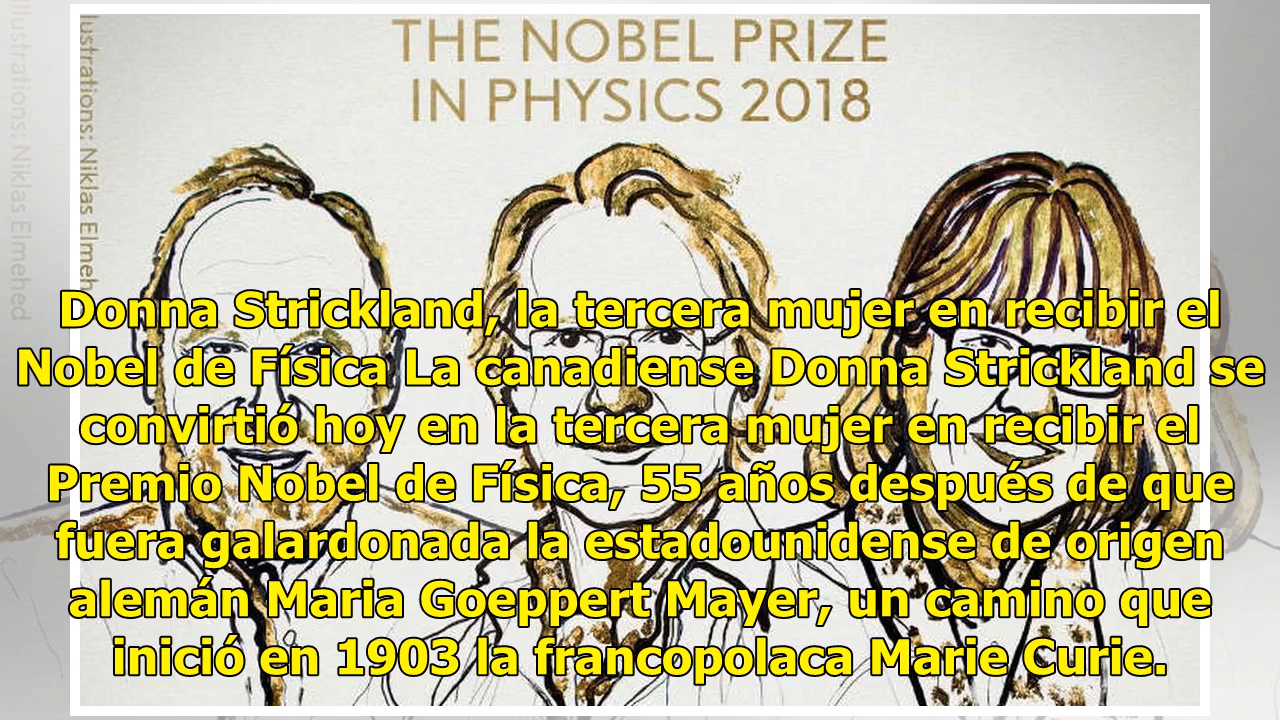 THE NOBEL PRIZE
IN PHYSICS 2018
Illustrations: Niklas Elmehed
lustrations: Niklas Elmeh
Donna Strickland, la tercera mujer en recibir el
Nobel de Física La canadiense Donna Strickland se
convirtió hoy en la tercera mujer en recibir el
Premio Nobel de Física, 55 años después de que
fuera galardonada la estadounidense de origen
alemán Maria Goeppert Mayer, un camino que
inició en 1903 la francopolaca Marie Curie.